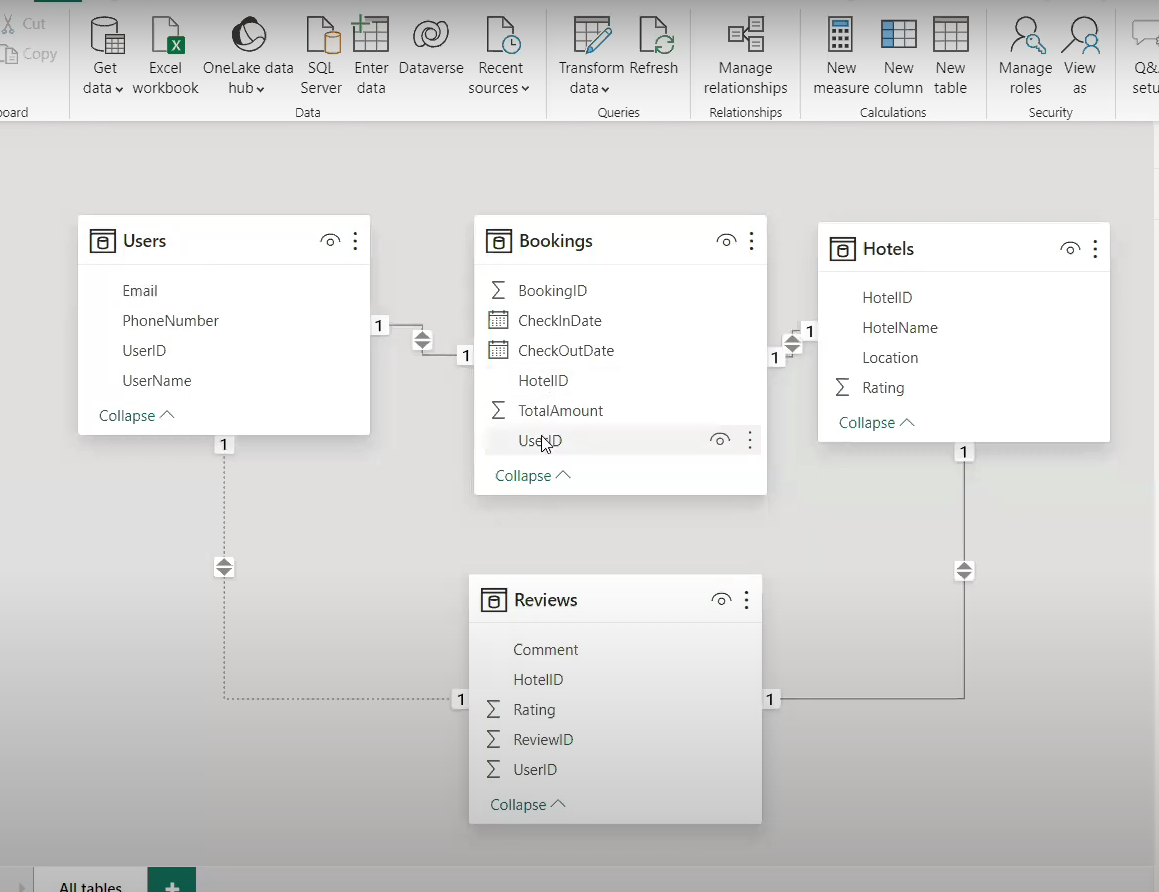 Cut
Copy
Get data
Excel workbook
OneLake data hub
SQL Server
Enter data
Dataverse
Recent sources
Data
Transform data
Refresh
Queries
Manage relationships
Relationships
New measure
New column
New table
Calculations
Manage roles
View as
Security
Q&
setu
oard
Users
Email
PhoneNumber
UserID
UserName
Collapse
1
1
Bookings
BookingID
CheckInDate
CheckOutDate
HotelID
TotalAmount
UserID
Collapse
1
1
Hotels
HotelID
HotelName
Location
Rating
Collapse
1
1
Reviews
Comment
HotelID
Rating
ReviewID
UserID
Collapse
1
1
All tables
+